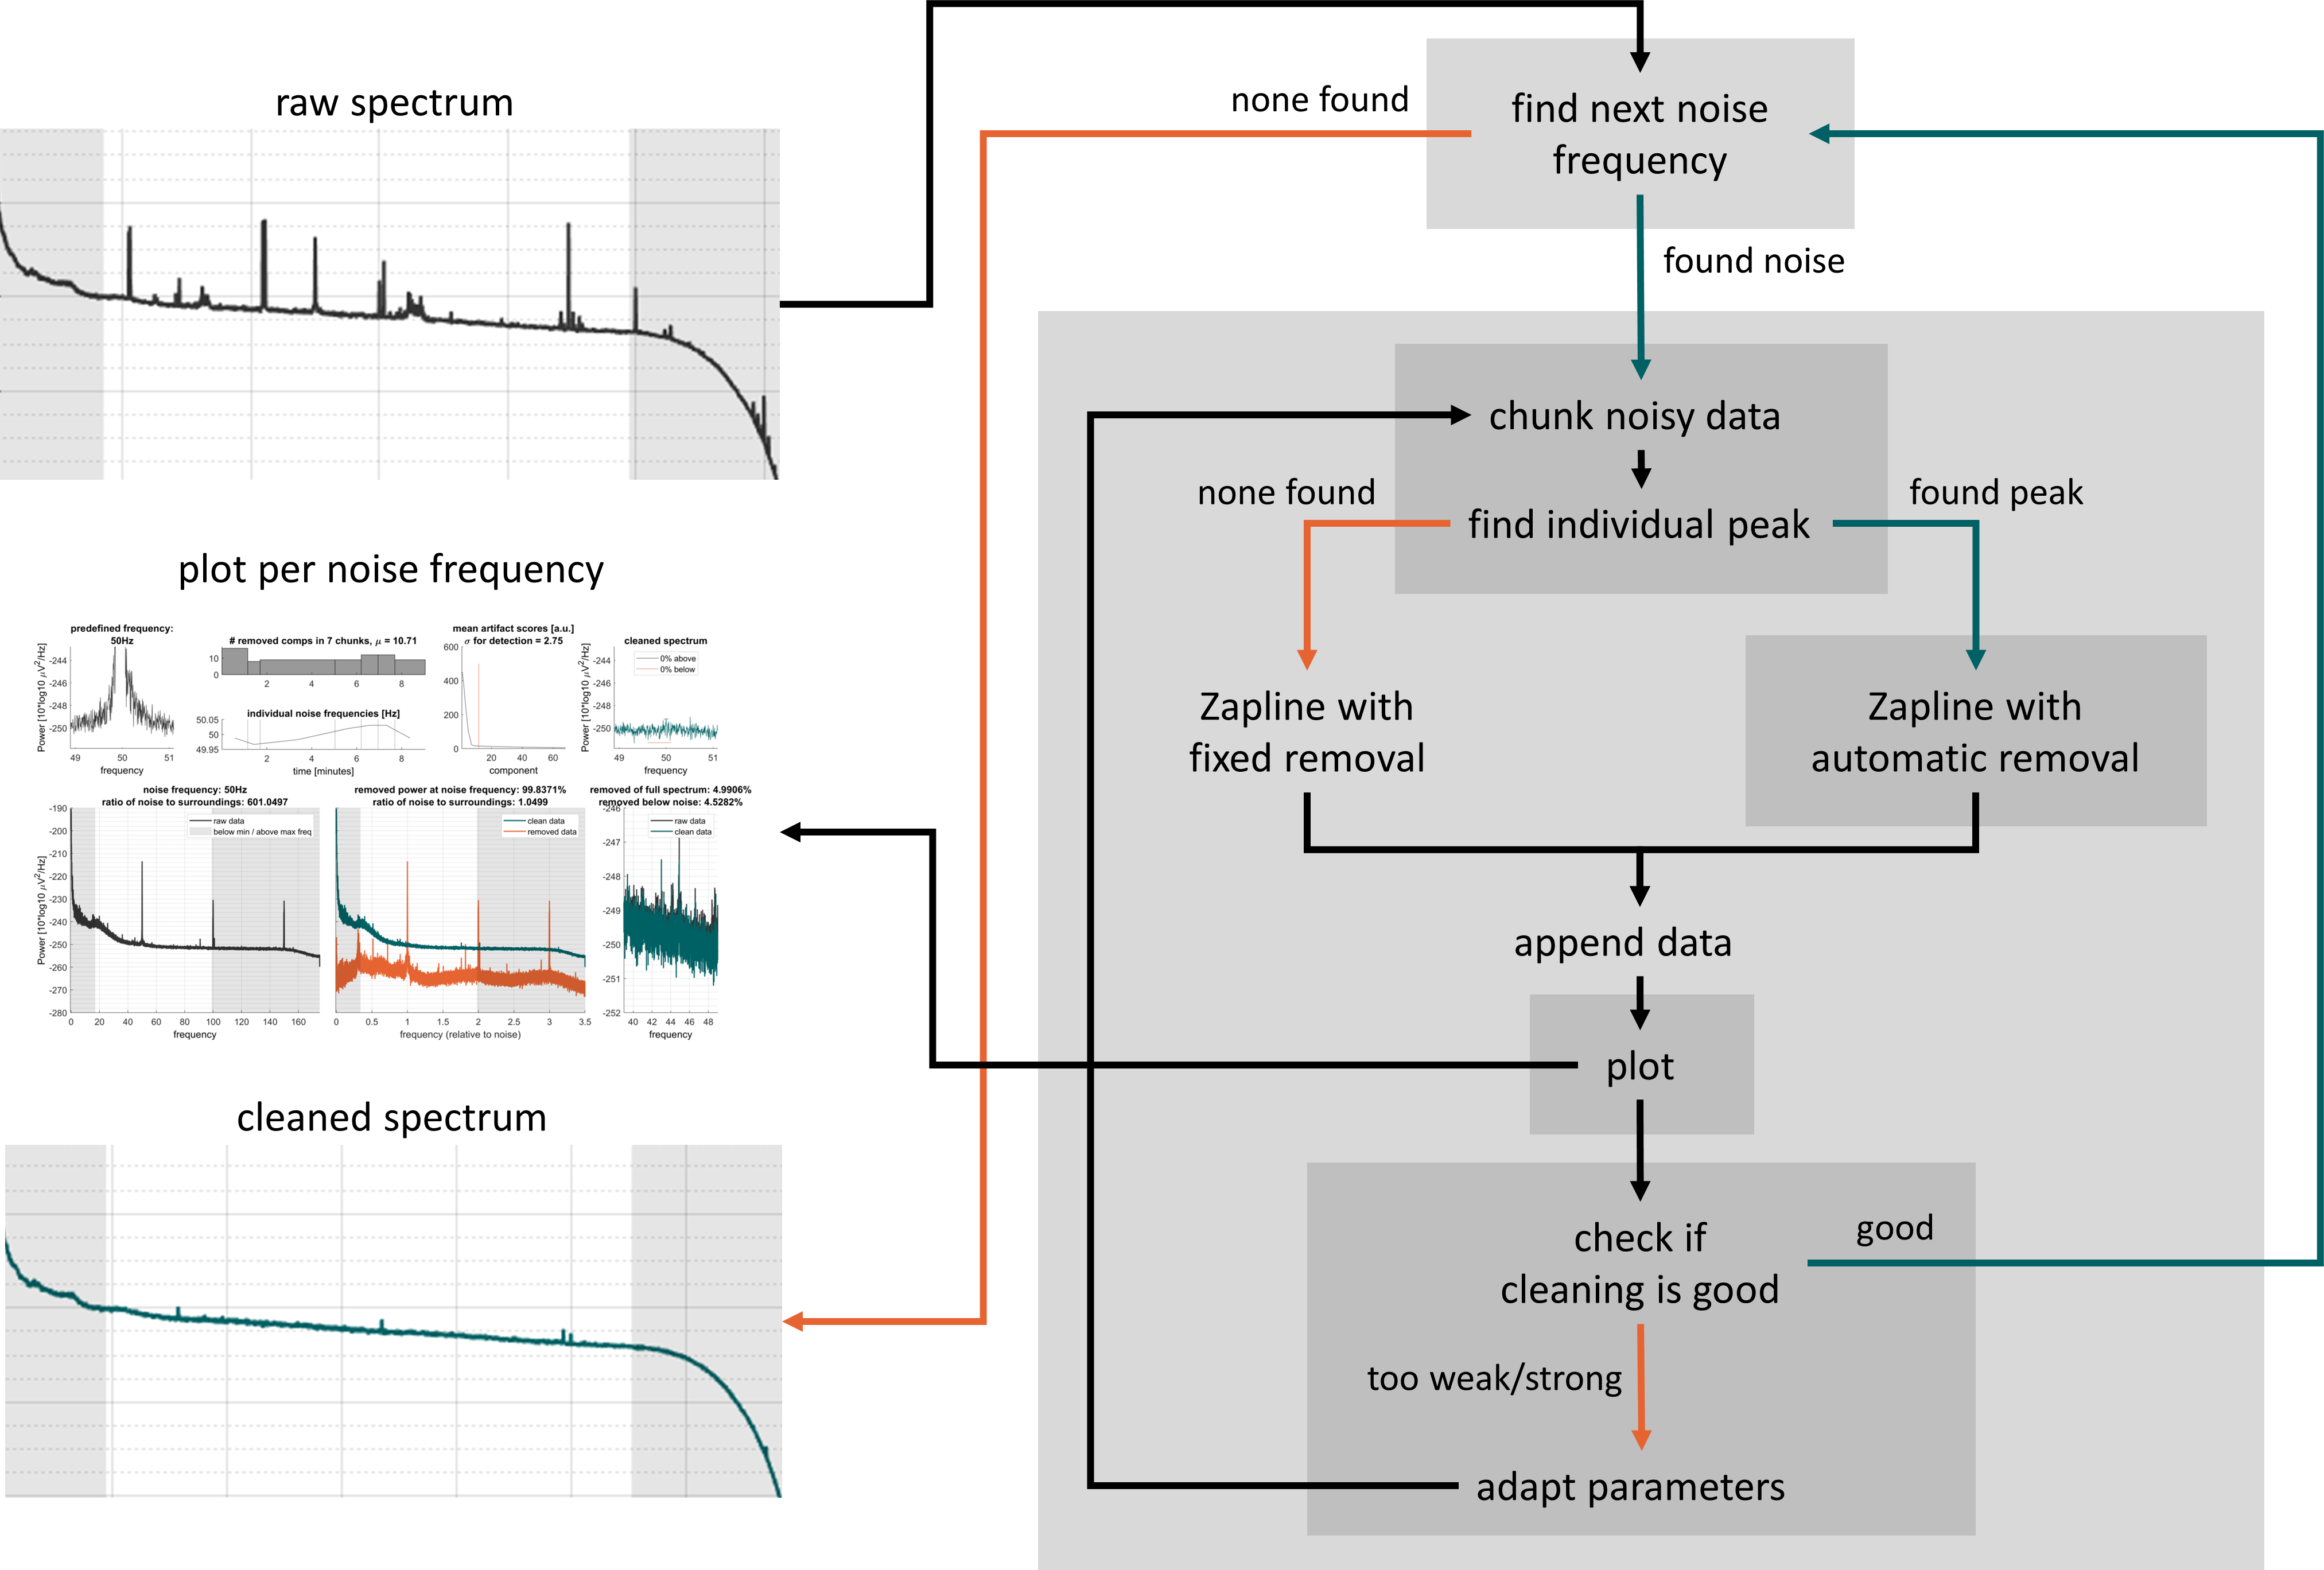 raw spectrum
none found
find next noise
frequency
found noise
chunk noisy data
none found
find individual peak
found peak
Zapline with
fixed removal
Zapline with
automatic removal
append data
plot
check if
cleaning is good
good
too weak/strong
adapt parameters
plot per noise frequency
predefined frequency:
50Hz
Power [10*log10 μV²/Hz]
-244
-246
-248
-250
49 50 51
frequency
# removed comps in 7 chunks, μ = 10.71
10
0
2 4 6 8
individual noise frequencies [Hz]
50.05
50
49.95
2 4 6 8
time [minutes]
mean artifact scores [a.u.]
σ for detection = 2.75
600
400
200
0
20 40 60
component
cleaned spectrum
0% above
0% below
Power [10*log10 μV²/Hz]
-244
-246
-248
-250
49 50 51
frequency
noise frequency: 50Hz
ratio of noise to surroundings: 601.0497
raw data
below min / above max freq
Power [10*log10 μV²/Hz]
-190
-200
-210
-220
-230
-240
-250
-260
-270
-280
0 20 40 60 80 100 120 140 160
frequency
removed power at noise frequency: 99.8371%
ratio of noise to surroundings: 1.0499
clean data
removed data
0 0.5 1 1.5 2 2.5 3 3.5
frequency (relative to noise)
removed of full spectrum: 4.9906%
removed below noise: 4.5282%
raw data
clean data
-246
-247
-248
-249
-250
-251
-252
40 42 44 46 48
frequency
cleaned spectrum